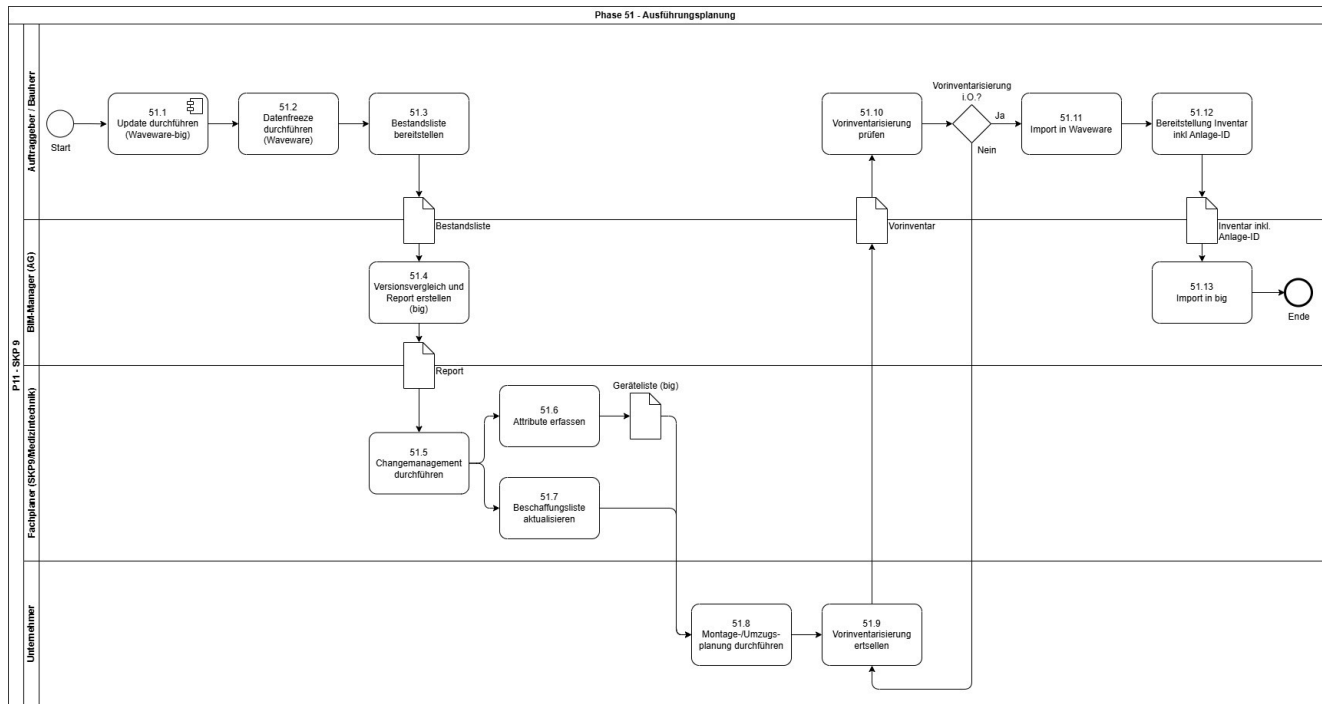 Phase 51 - Ausführungsplanung
P11 - SKP 9
Auftraggeber / Bauherr
Start
51.1
Update durchführen
(Waveware-big)
51.2
Datenfreeze
durchführen
(Waveware)
51.3
Bestandsliste
bereitstellen
51.10
Vorinventarisierung
prüfen
Vorinventarisierung
i.O.?
Ja
Nein
51.11
Import in Waveware
51.12
Bereitstellung Inventar
inkl Anlage-ID
Bestandsliste
Vorinventar
Inventar inkl.
Anlage-ID
BIM-Manager (AG)
51.4
Versionsvergleich und
Report erstellen
(big)
51.13
Import in big
Ende
Report
Fachplaner (SKP9/Medizintechnik)
51.5
Changemanagement
durchführen
51.6
Attribute erfassen
Geräteliste (big)
51.7
Beschaffungsliste
aktualisieren
Unternehmer
51.8
Montage-/Umzugs-
planung durchführen
51.9
Vorinventarisierung
ertsellen